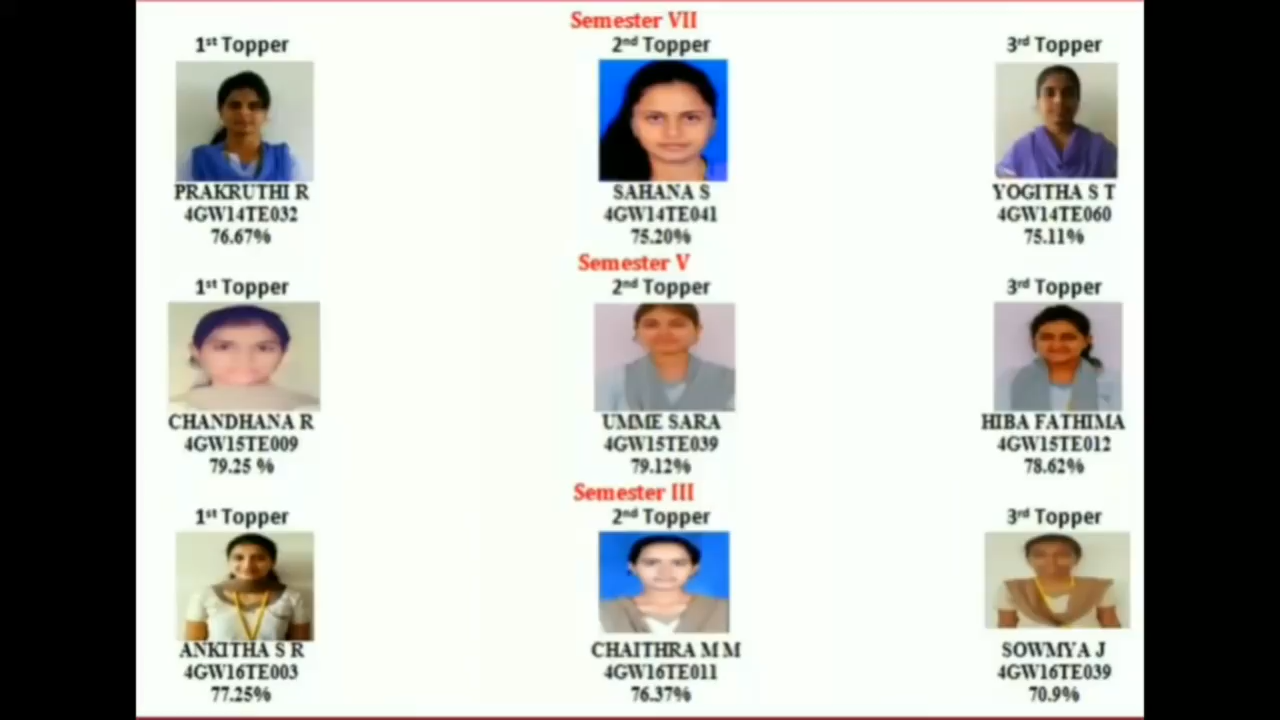 Semester VII
1st Topper 2nd Topper 3rd Topper
PRAKRUTHI R SAHANA S YOGITHA S T
4GW14TE032 4GW14TE041 4GW14TE060
76.67% 75.20% 75.11%
Semester V
1st Topper 2nd Topper 3rd Topper
CHANDHANA R UMME SARA HIBA FATHIMA
4GW15TE009 4GW15TE039 4GW15TE012
79.25 % 79.12% 78.62%
Semester III
1st Topper 2nd Topper 3rd Topper
ANKITHA S R CHAITHRA M M SOWMYA J
4GW16TE003 4GW16TE011 4GW16TE039
77.25% 76.37% 70.9%